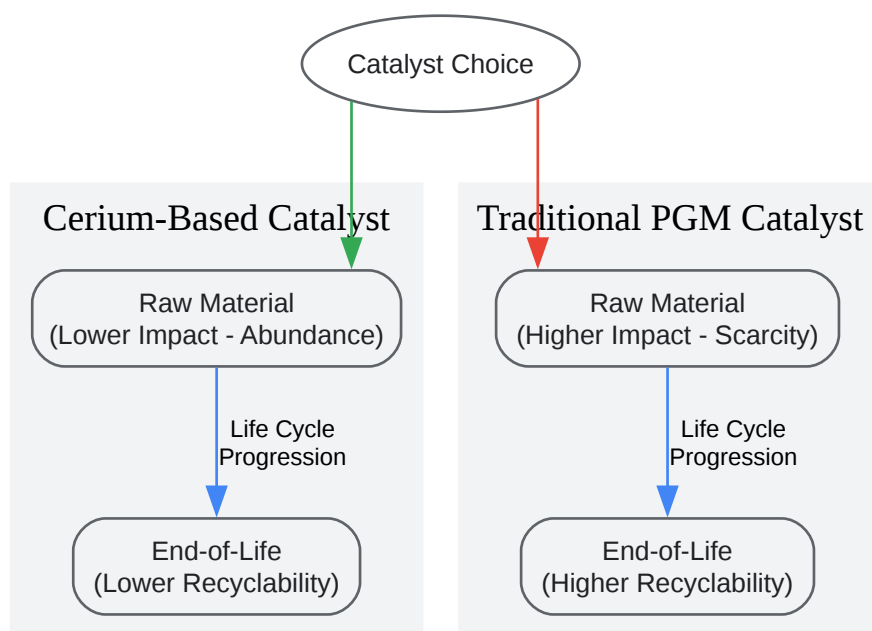 Catalyst Choice
Cerium-Based Catalyst
Raw Material
(Lower Impact - Abundance)
Life Cycle
Progression
End-of-Life
(Lower Recyclability)
Traditional PGM Catalyst
Raw Material
(Higher Impact - Scarcity)
Life Cycle
Progression
End-of-Life
(Higher Recyclability)